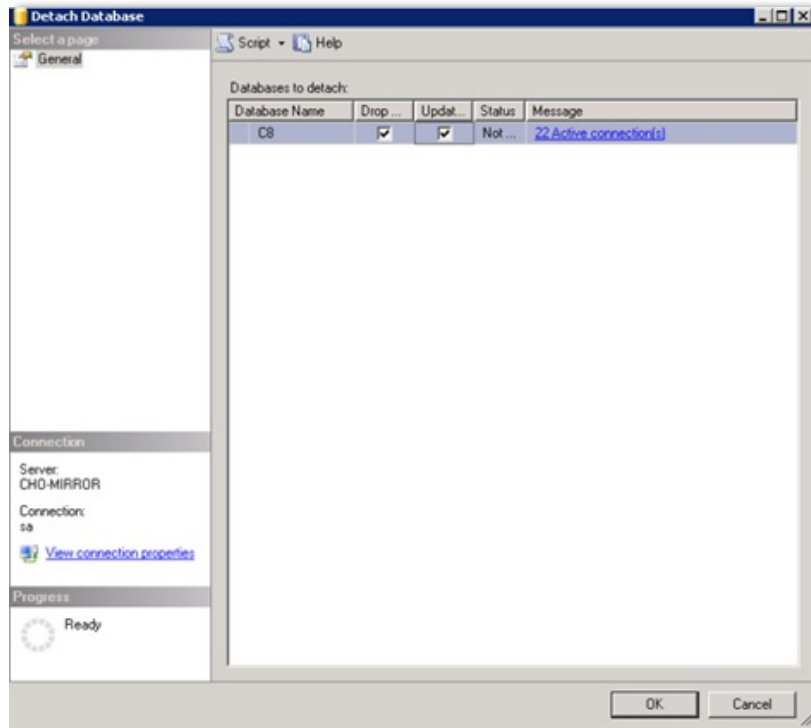 Detach Database
Select a page
General
Script Help
Databases to detach:
Database Name Drop ... Updat... Status Message
C8 Not ... 22 Active connection(s)
Connection
Server:
CHO-MIRROR
Connection:
sa
View connection properties
Progress
Ready
OK Cancel